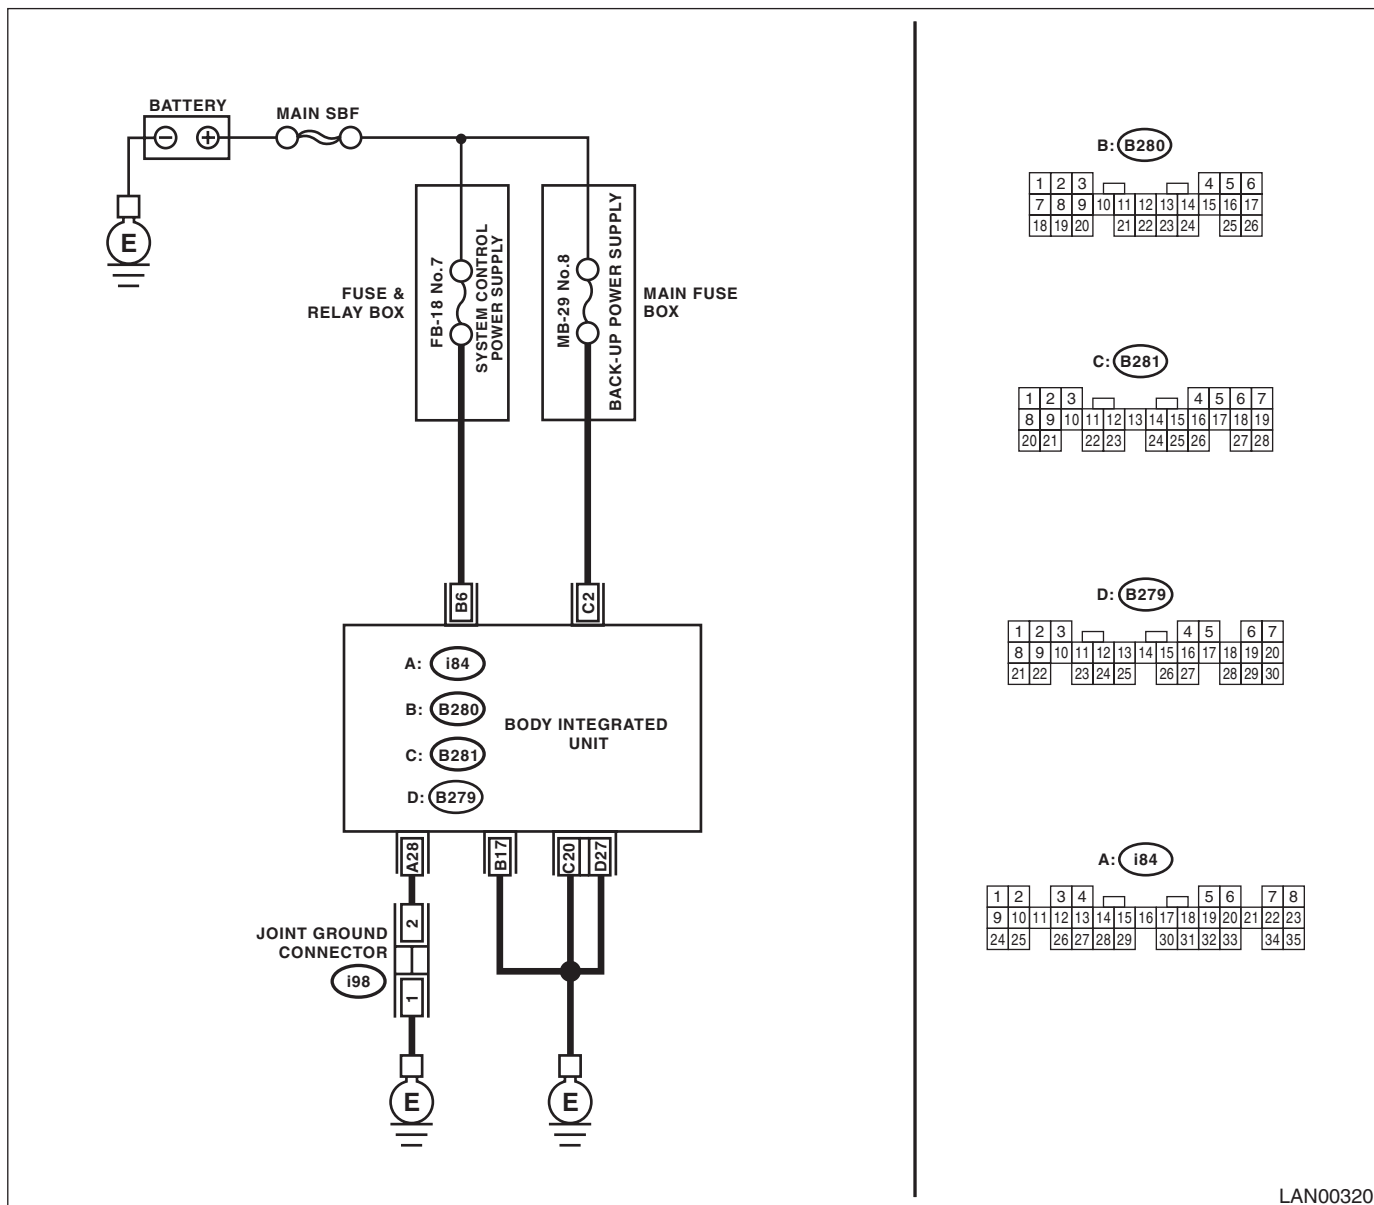 BATTERY
MAIN SBF
− +
E
FUSE &
RELAY BOX
FB-18 No.7
SYSTEM CONTROL
POWER SUPPLY
MB-29 No.8
BACK-UP POWER SUPPLY
MAIN FUSE
BOX
B6
C2
A: i84
B: B280
C: B281
D: B279
BODY INTEGRATED
UNIT
A28
B17
C20
D27
JOINT GROUND
CONNECTOR
i98
2
1
E
E
B: B280
1 2 3 4 5 6
7 8 9 10 11 12 13 14 15 16 17
18 19 20 21 22 23 24 25 26
C: B281
1 2 3 4 5 6 7
8 9 10 11 12 13 14 15 16 17 18 19
20 21 22 23 24 25 26 27 28
D: B279
1 2 3 4 5 6 7
8 9 10 11 12 13 14 15 16 17 18 19 20
21 22 23 24 25 26 27 28 29 30
A: i84
1 2 3 4 5 6 7 8
9 10 11 12 13 14 15 16 17 18 19 20 21 22 23
24 25 26 27 28 29 30 31 32 33 34 35
LAN00320